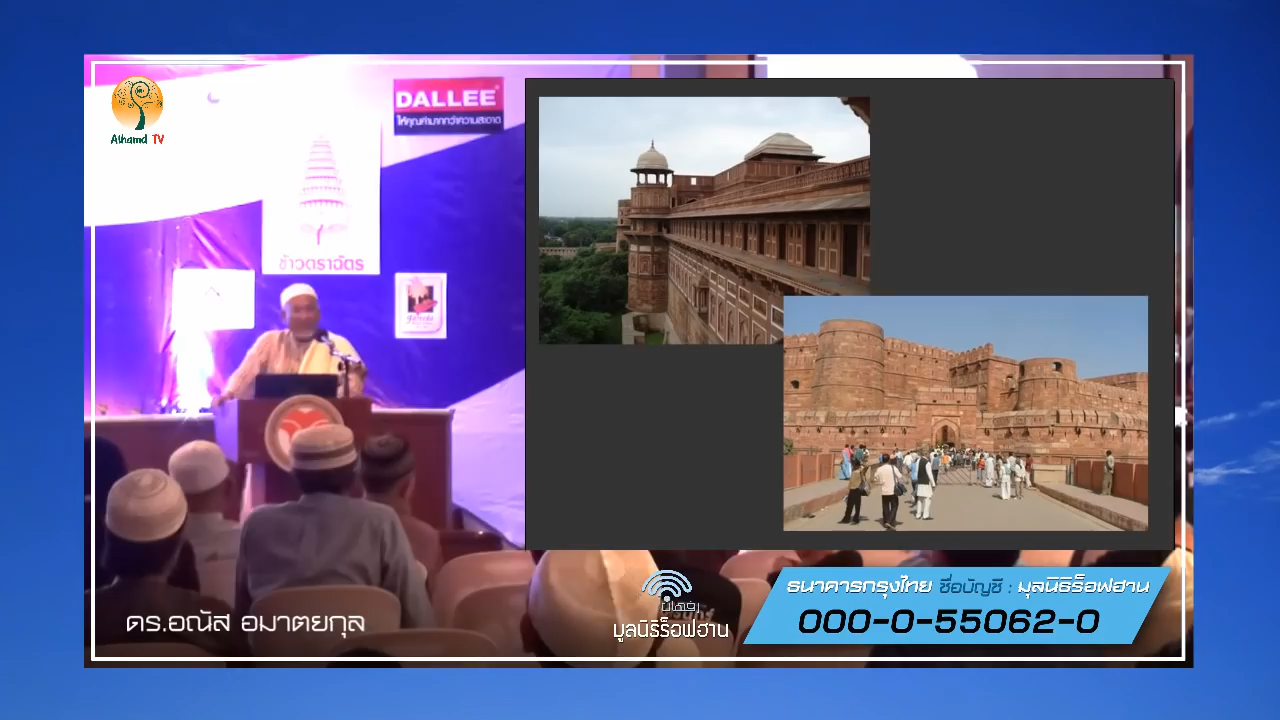 Alhamd TV
DALLEE
ให้คุณค่ามากกว่าความสะอาด
ข้าวตราฉัตร
ดร.อณัส อมาตยกุล
มูลนิธิร็อฟฮาน
ธนาคารกรุงไทย ชื่อบัญชี : มุลนิธิร็อฟฮาน
000-0-55062-0